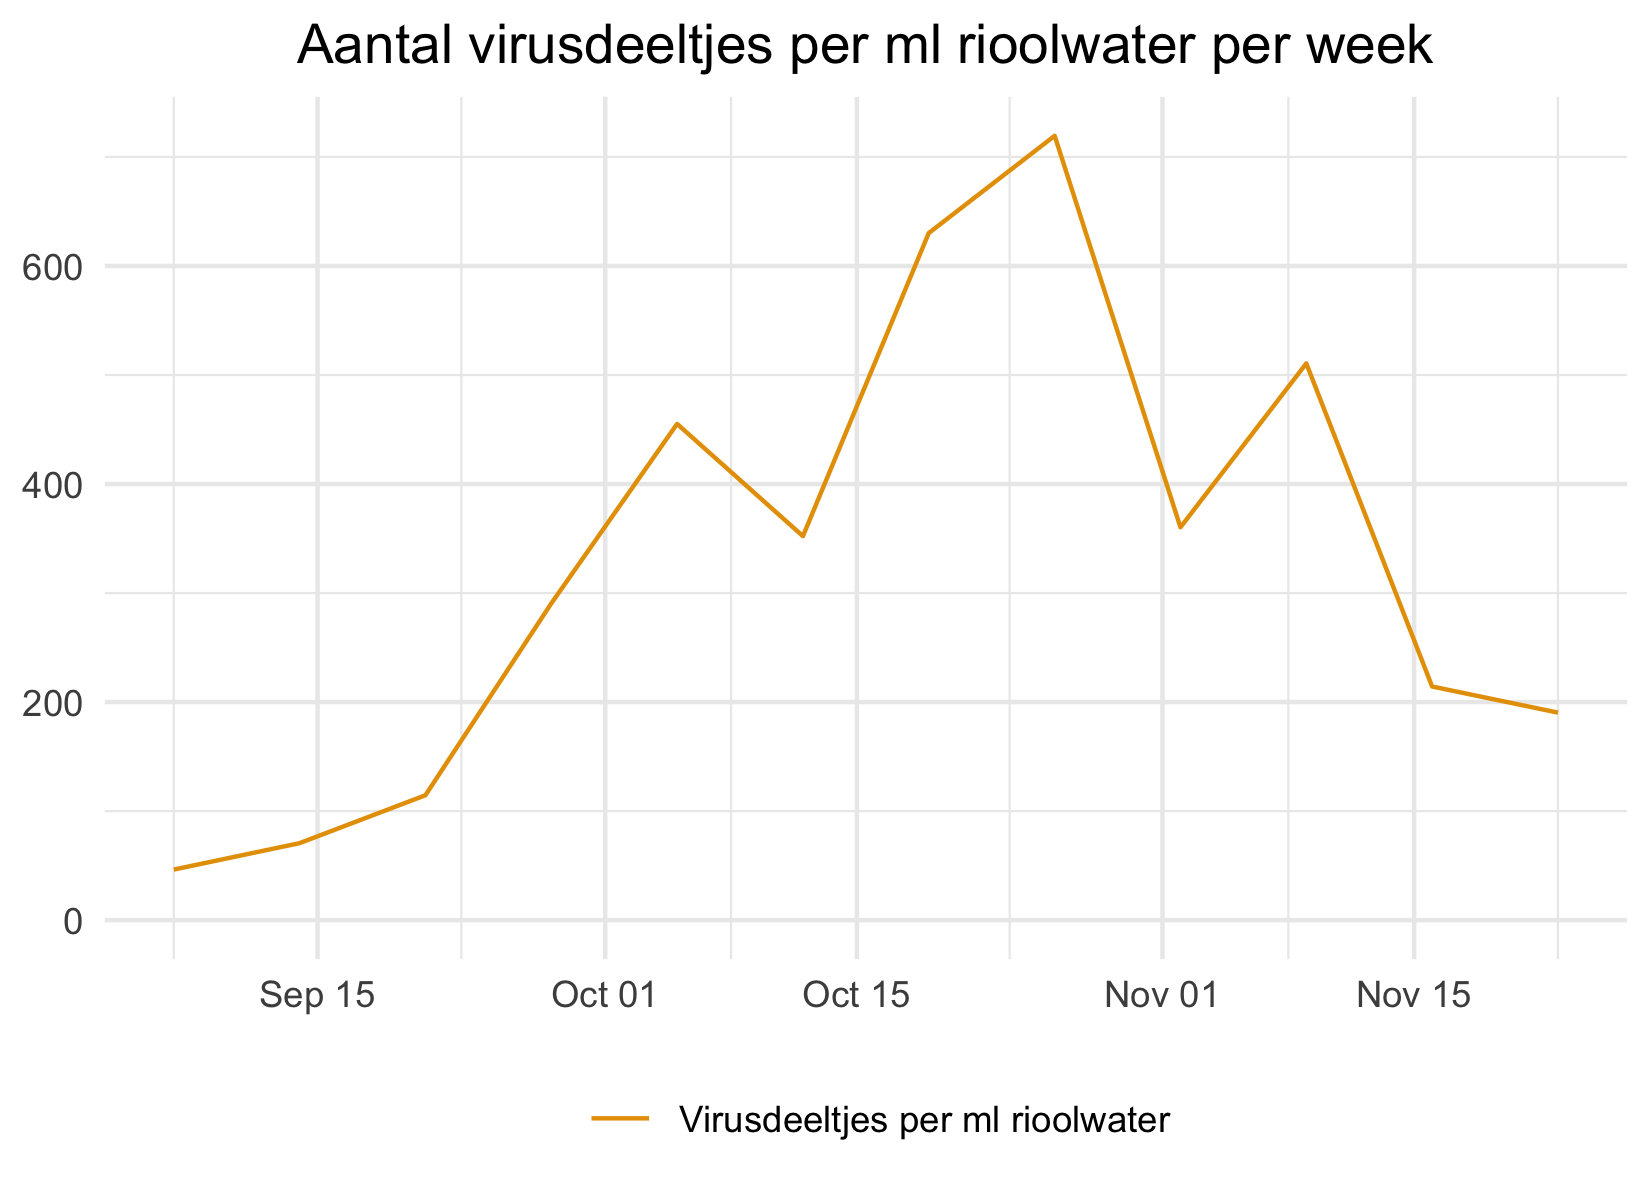 Aantal virusdeeltjes per ml rioolwater per week
600
400
200
0
Sep 15 Oct 01 Oct 15 Nov 01 Nov 15
Virusdeeltjes per ml rioolwater